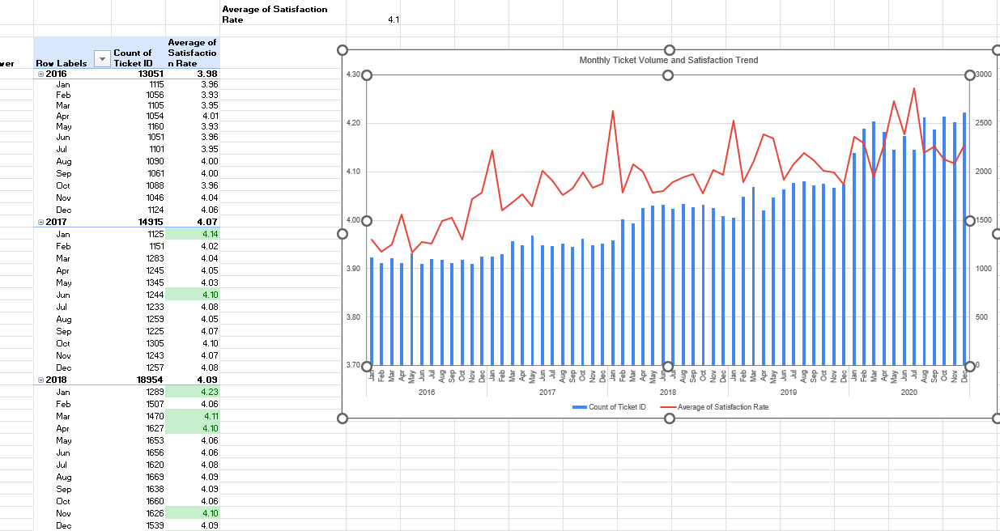 Average of Satisfaction
Rate 4.1
Average of
Count of Satisfactio
Row Labels Ticket ID n Rate
2016 13051 3.98
Jan 1115 3.96
Feb 1056 3.93
Mar 1105 3.95
Apr 1054 4.01
May 1160 3.93
Jun 1051 3.96
Jul 1101 3.95
Aug 1090 4.00
Sep 1061 4.00
Oct 1088 3.96
Nov 1046 4.04
Dec 1124 4.06
2017 14915 4.07
Jan 1125 4.14
Feb 1151 4.02
Mar 1283 4.04
Apr 1245 4.05
May 1345 4.03
Jun 1244 4.10
Jul 1233 4.08
Aug 1259 4.05
Sep 1225 4.07
Oct 1305 4.10
Nov 1243 4.07
Dec 1257 4.08
2018 18954 4.09
Jan 1289 4.23
Feb 1507 4.06
Mar 1470 4.11
Apr 1627 4.10
May 1653 4.06
Jun 1656 4.06
Jul 1620 4.08
Aug 1669 4.09
Sep 1638 4.09
Oct 1660 4.06
Nov 1626 4.10
Dec 1539 4.09
Monthly Ticket Volume and Satisfaction Trend
4.30 3000
4.20 2500
4.10 2000
4.00 1500
3.90 1000
3.80 500
3.70 0
Jan Feb Mar Apr May Jun Jul Aug Sep Oct Nov Dec Jan Feb Mar Apr May Jun Jul Aug Sep Oct Nov Dec Jan Feb Mar Apr May Jun Jul Aug Sep Oct Nov Dec Jan Feb Mar Apr May Jun Jul Aug Sep Oct Nov Dec Jan Feb Mar Apr May Jun Jul Aug Sep Oct Nov Dec
2016 2017 2018 2019 2020
Count of Ticket ID Average of Satisfaction Rate